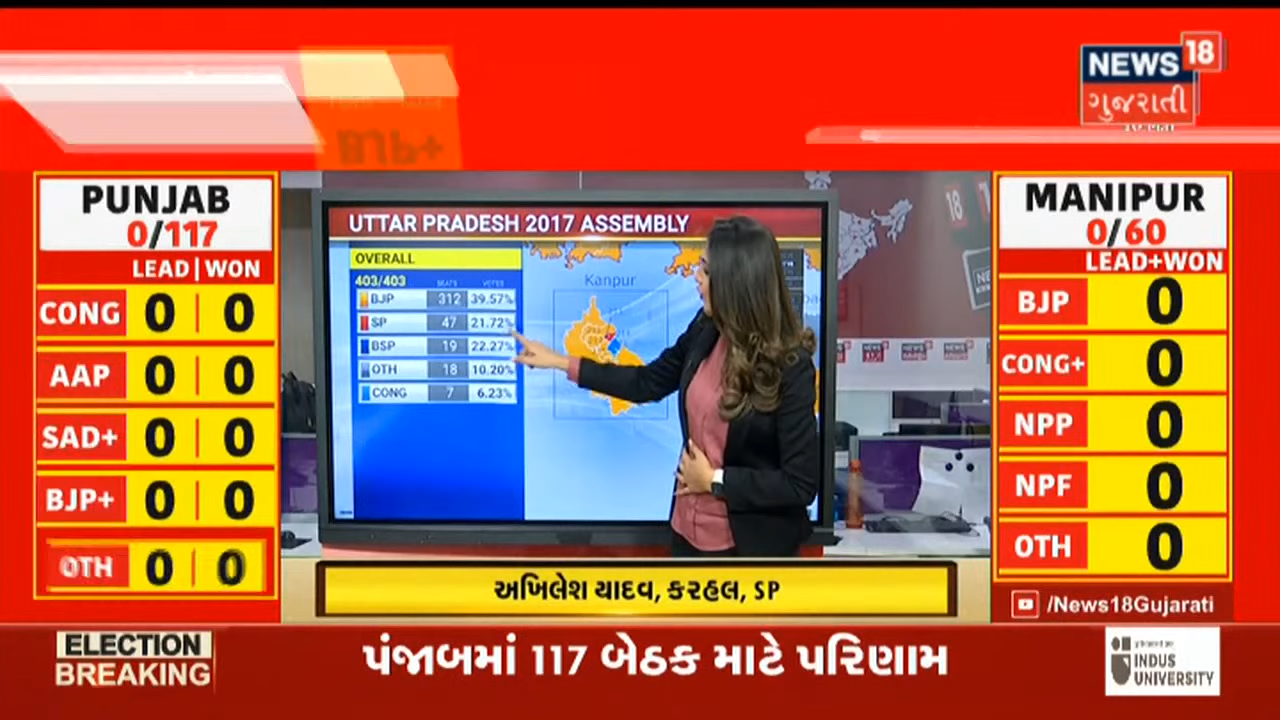 NEWS 18
ગુજરાતી
PUNJAB
0/117
LEAD | WON
CONG 0 0
AAP 0 0
SAD+ 0 0
BJP+ 0 0
OTH 0 0
UTTAR PRADESH 2017 ASSEMBLY
OVERALL
403/403 SEATS VOTES
BJP 312 39.57%
SP 47 21.72%
BSP 19 22.27%
OTH 18 10.20%
CONG 7 6.23%
Kanpur
18
MANIPUR
0/60
LEAD+WON
BJP 0
CONG+ 0
NPP 0
NPF 0
OTH 0
અખિલેશ યાદવ, કરહલ, SP
/News18Gujarati
ELECTION
BREAKING
પંજાબમાં 117 બેઠક માટે પરિણામ
INDUS
UNIVERSITY